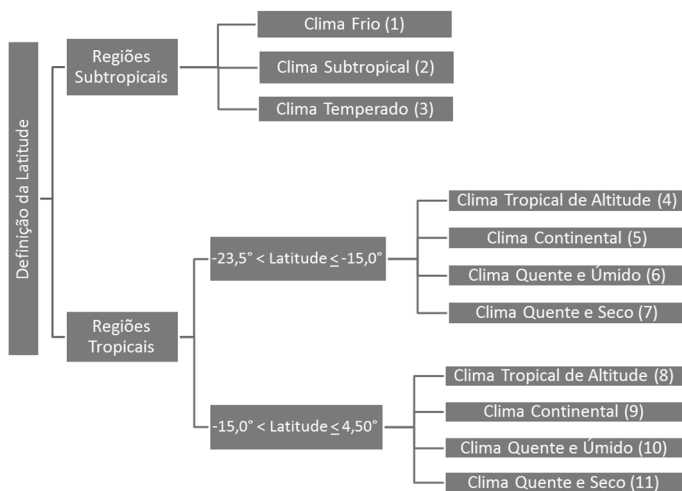 Definição da Latitude
Regiões
Subtropicais
Clima Frio (1)
Clima Subtropical (2)
Clima Temperado (3)
Regiões
Tropicais
-23,5° < Latitude ≤ -15,0°
Clima Tropical de Altitude (4)
Clima Continental (5)
Clima Quente e Úmido (6)
Clima Quente e Seco (7)
-15,0° < Latitude ≤ 4,50°
Clima Tropical de Altitude (8)
Clima Continental (9)
Clima Quente e Úmido (10)
Clima Quente e Seco (11)